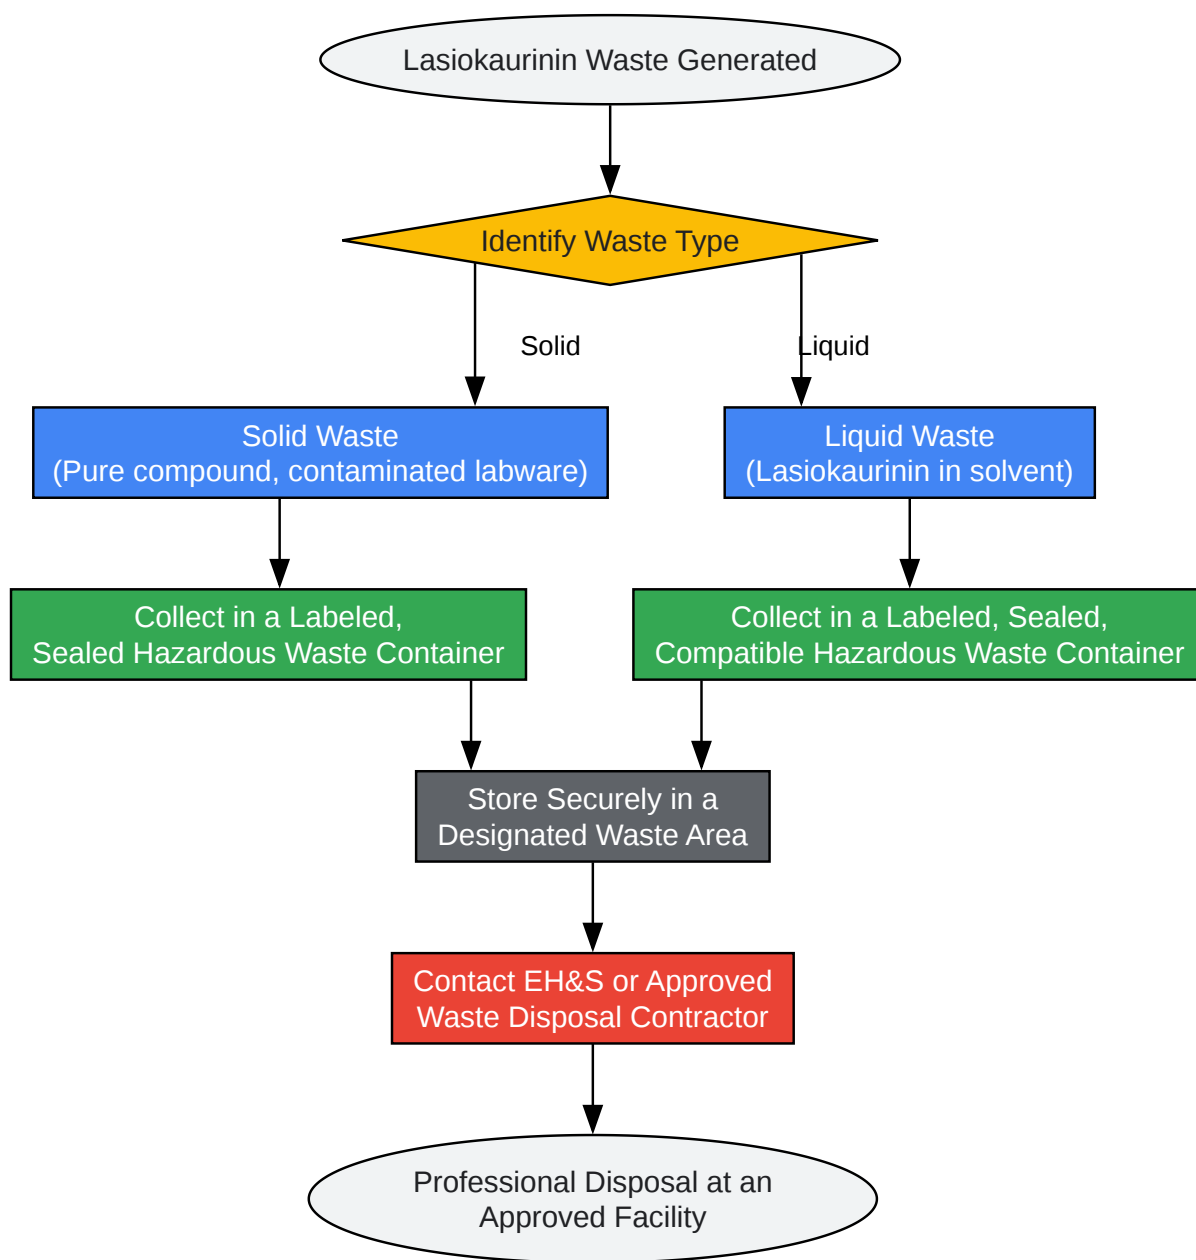 Lasiokaurinin Waste Generated
Identify Waste Type
Solid
Liquid
Solid Waste
(Pure compound, contaminated labware)
Liquid Waste
(Lasiokaurinin in solvent)
Collect in a Labeled,
Sealed Hazardous Waste Container
Collect in a Labeled, Sealed,
Compatible Hazardous Waste Container
Store Securely in a
Designated Waste Area
Contact EH&S or Approved
Waste Disposal Contractor
Professional Disposal at an
Approved Facility